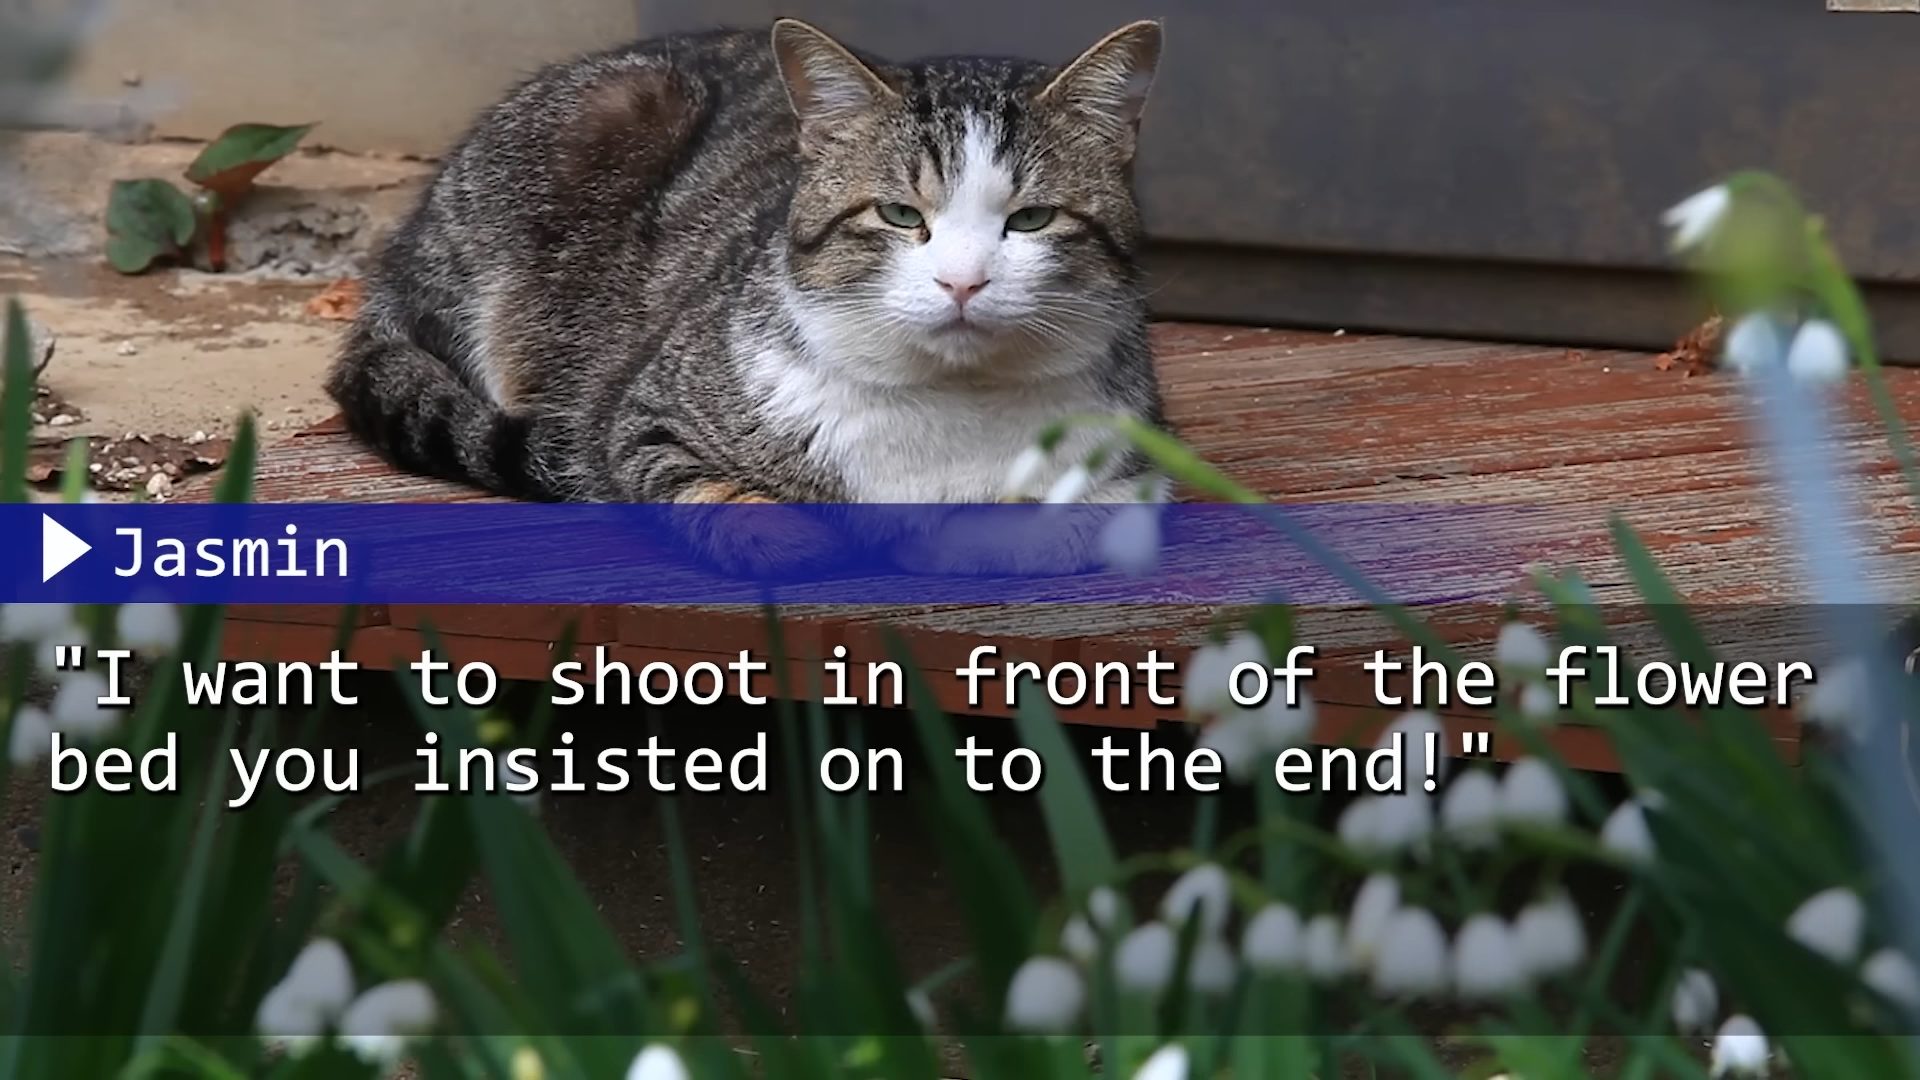 Jasmin
"I want to shoot in front of the flower
bed you insisted on to the end!"